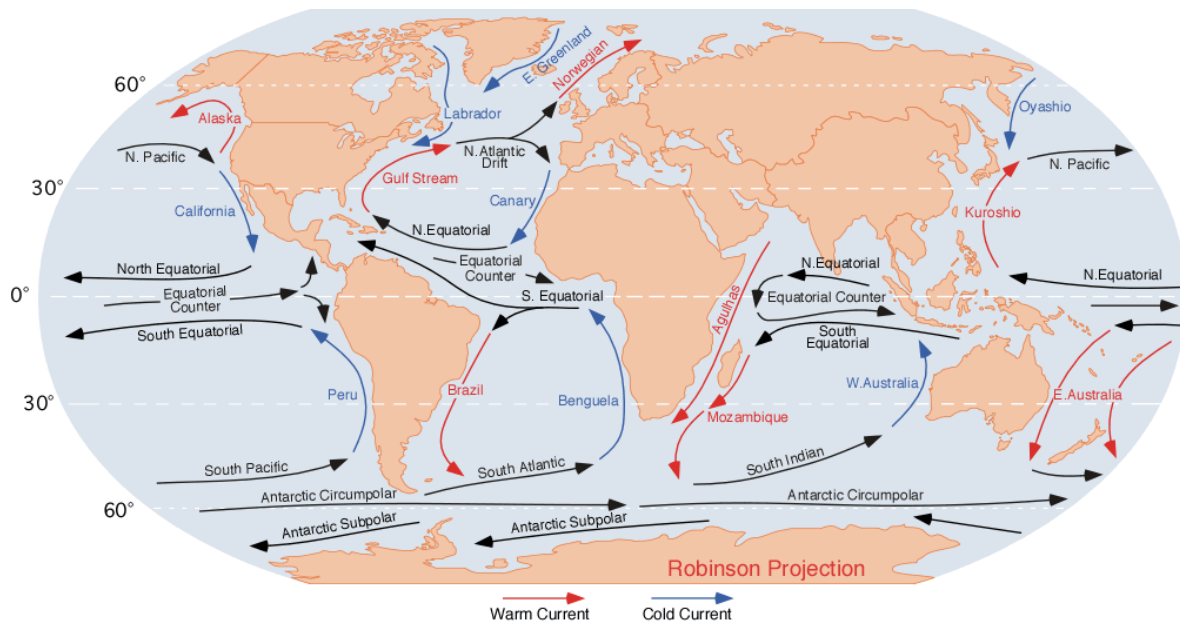 E. Greenland
Norwegian
60°
Labrador
Oyashio
Alaska
N. Pacific
N.Atlantic
Drift
N. Pacific
30°
Gulf Stream
California
Canary
Kuroshio
N.Equatorial
North Equatorial
Equatorial
Counter
N.Equatorial
N.Equatorial
0°
Equatorial
Counter
S. Equatorial
Equatorial Counter
Agulhas
South Equatorial
South
Equatorial
Peru
Brazil
Benguela
W.Australia
E.Australia
30°
Mozambique
South Pacific
South Atlantic
South Indian
Antarctic Circumpolar
Antarctic Circumpolar
60°
Antarctic Subpolar
Antarctic Subpolar
Robinson Projection
Warm Current
Cold Current